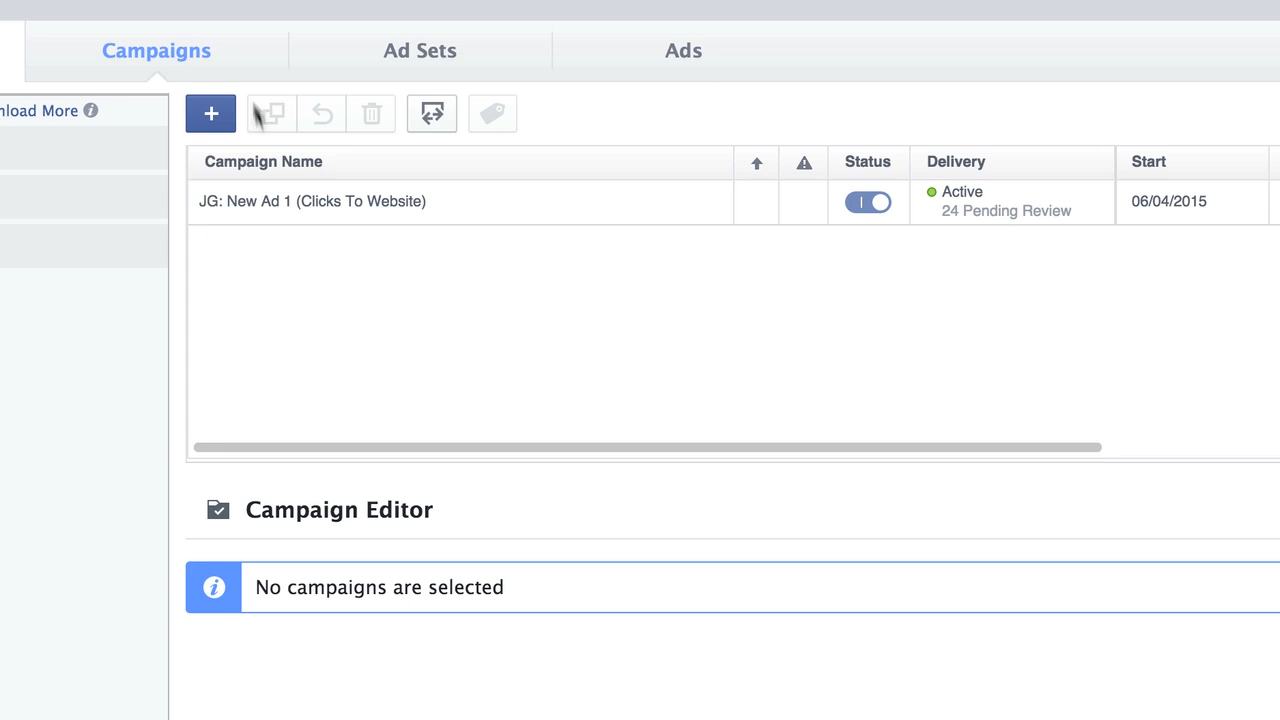 Campaigns Ad Sets Ads
nload More
+
Campaign Name Status Delivery Start
JG: New Ad 1 (Clicks To Website) Active 06/04/2015
24 Pending Review
Campaign Editor
No campaigns are selected